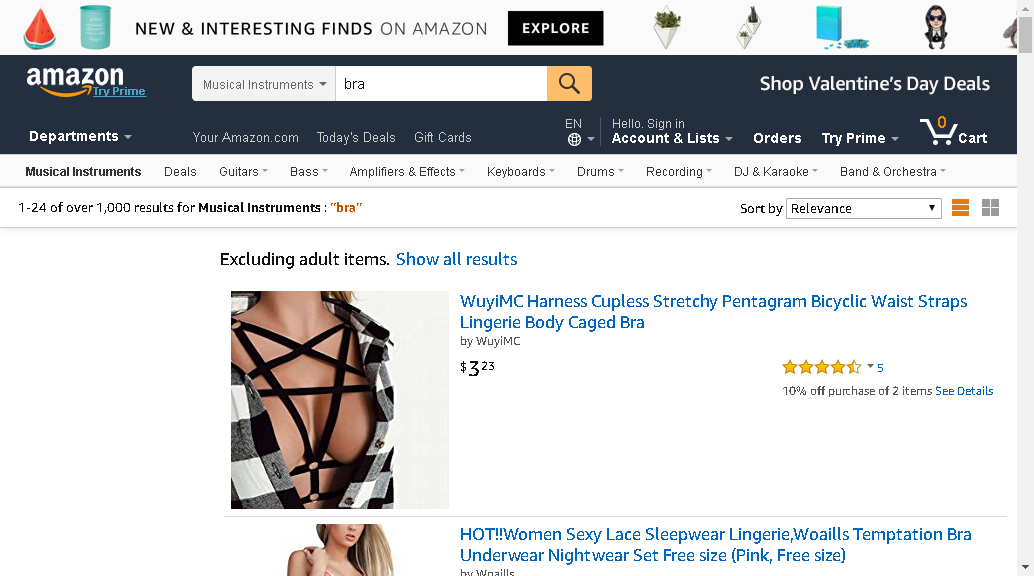 NEW & INTERESTING FINDS ON AMAZON EXPLORE
amazon
Try Prime
Musical Instruments bra
Shop Valentine's Day Deals
Departments
Your Amazon.com Today's Deals Gift Cards
EN
Hello. Sign in
Account & Lists
Orders
Try Prime
0
Cart
Musical Instruments Deals Guitars Bass Amplifiers & Effects Keyboards Drums Recording DJ & Karaoke Band & Orchestra
1-24 of over 1,000 results for Musical Instruments : "bra"
Sort by Relevance
Excluding adult items. Show all results
WuyiMC Harness Cupless Stretchy Pentagram Bicyclic Waist Straps
Lingerie Body Caged Bra
by WuyiMC
$3 23
5
10% off purchase of 2 items See Details
HOT!!Women Sexy Lace Sleepwear Lingerie,Woaills Temptation Bra
Underwear Nightwear Set Free size (Pink, Free size)
by Woaills